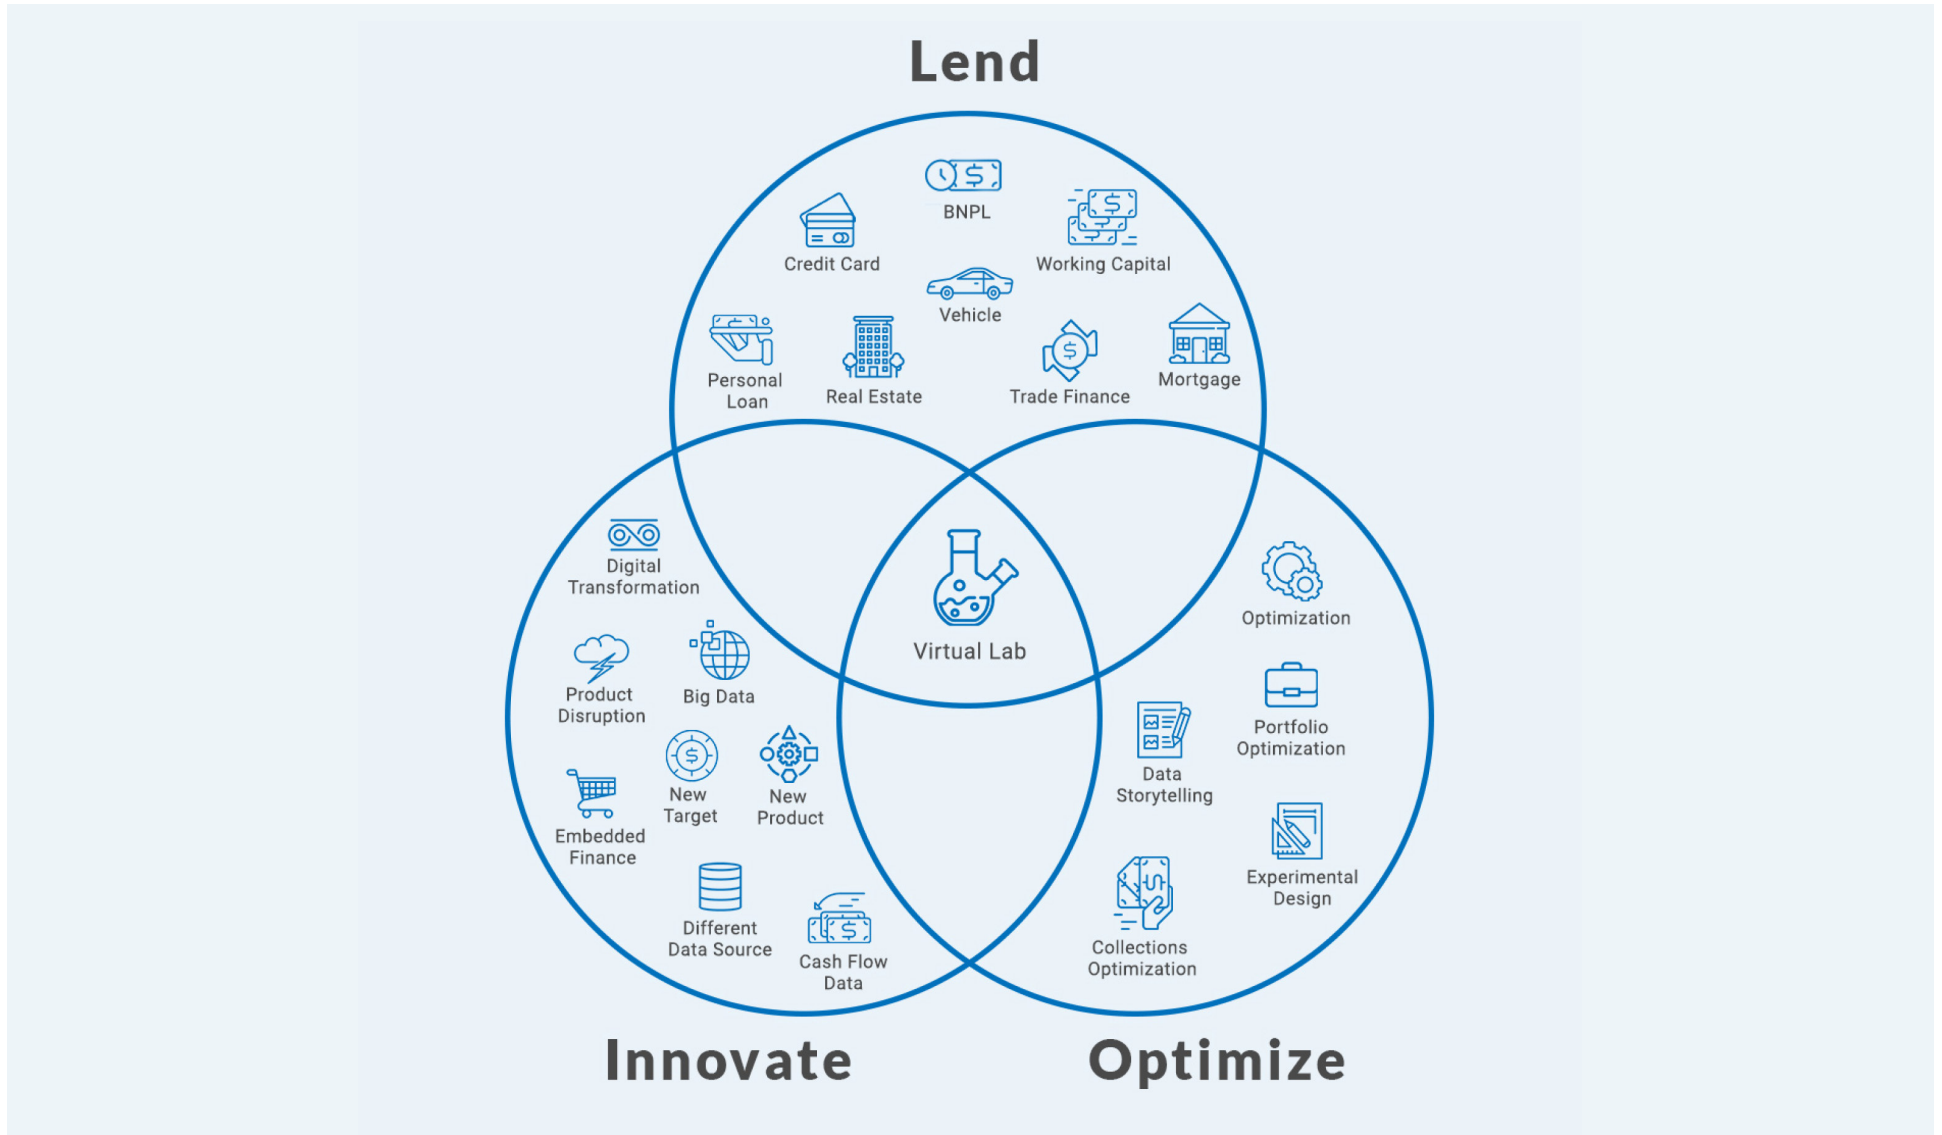 Lend
BNPL
Credit Card
Working Capital
Vehicle
Personal
Loan
Real Estate
Trade Finance
Mortgage
Digital
Transformation
Product
Disruption
Big Data
New
Target
New
Product
Embedded
Finance
Different
Data Source
Cash Flow
Data
Virtual Lab
Optimization
Portfolio
Optimization
Data
Storytelling
Experimental
Design
Collections
Optimization
Innovate
Optimize